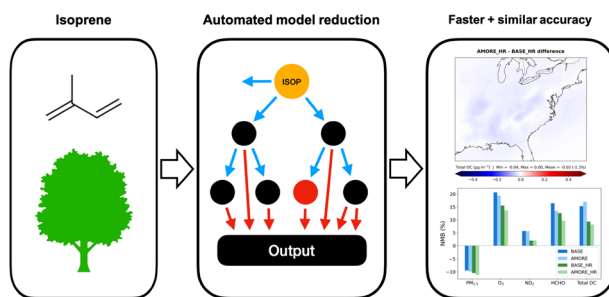 Isoprene
Automated model reduction
Faster + similar accuracy
ISOP
Output
AMORE_HR - BASE_HR difference
Total OC (μg m⁻³) | Min = -0.04, Max = 0.00, Mean = -0.02 (-1.3%)
-0.4 -0.2 0.0 0.2 0.4
NMB (%)
20
15
10
5
0
-5
-10
BASE
AMORE
BASE_HR
AMORE_HR
PM₂.₅ O₃ NO₂ HCHO Total OC